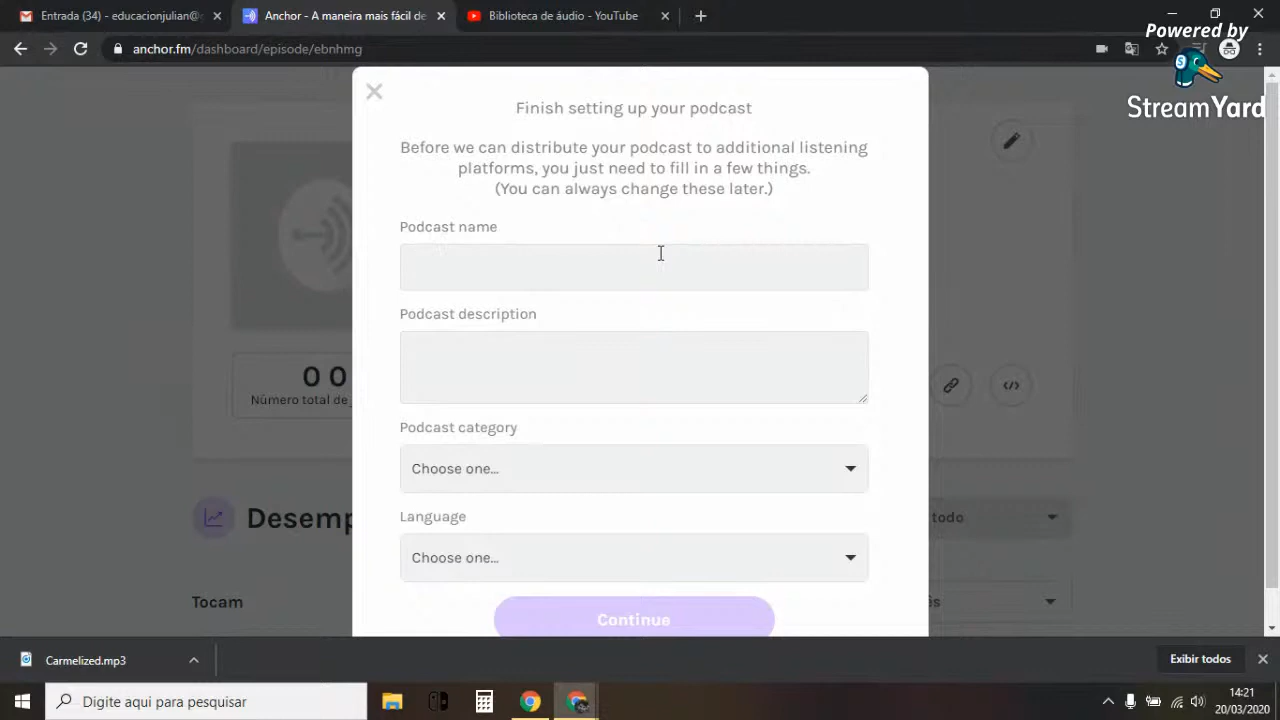 Entrada (34) - educacionjulian@
Anchor - A maneira mais fácil de
Biblioteca de áudio - YouTube
anchor.fm/dashboard/episode/ebnhmg
Powered by
StreamYard
Finish setting up your podcast
Before we can distribute your podcast to additional listening
platforms, you just need to fill in a few things.
(You can always change these later.)
Podcast name
Podcast description
0 0
Número total de
Podcast category
Choose one...
Language
Desemp
todo
Choose one...
Tocam
ês
Continue
Carmelized.mp3
Exibir todos
Digite aqui para pesquisar
14:21
20/03/2020